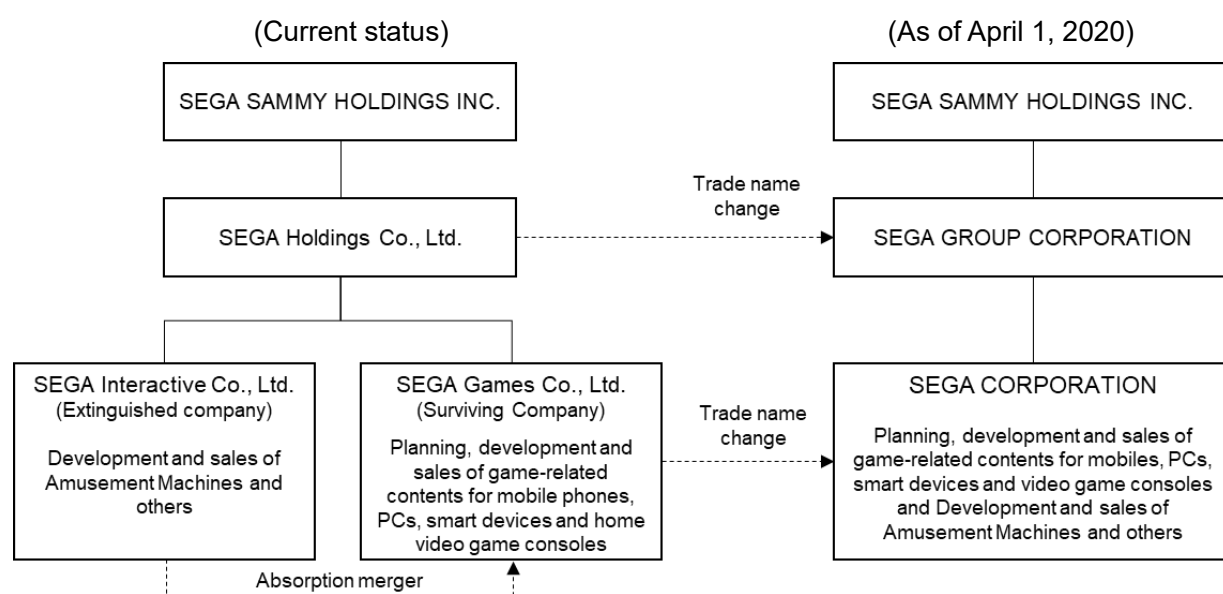 (Current status)
(As of April 1, 2020)
SEGA SAMMY HOLDINGS INC.
SEGA SAMMY HOLDINGS INC.
Trade name
change
SEGA Holdings Co., Ltd.
SEGA GROUP CORPORATION
SEGA Interactive Co., Ltd.
(Extinguished company)
Development and sales of
Amusement Machines and
others
SEGA Games Co., Ltd.
(Surviving Company)
Planning, development and
sales of game-related
contents for mobile phones,
PCs, smart devices and home
video game consoles
Trade name
change
SEGA CORPORATION
Planning, development and sales of
game-related contents for mobiles, PCs,
smart devices and video game consoles
and Development and sales of
Amusement Machines and others
Absorption merger